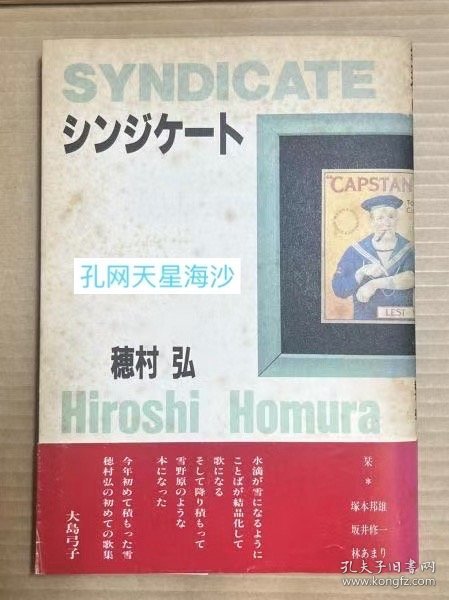 SYNDICATE
シンジケート
"CAPSTAN
LEST
孔网天星海沙
穂村 弘
Hiroshi Homura
栞
*
塚本邦雄
坂井修一
林あまり
水滴が雪になるように
ことばが結晶化して
歌になる
そして降り積もって
雪野原のような
本になった
今年初めて積もった雪
穂村弘の初めての歌集
大島弓子
孔夫子旧书网
www.kongfz.com